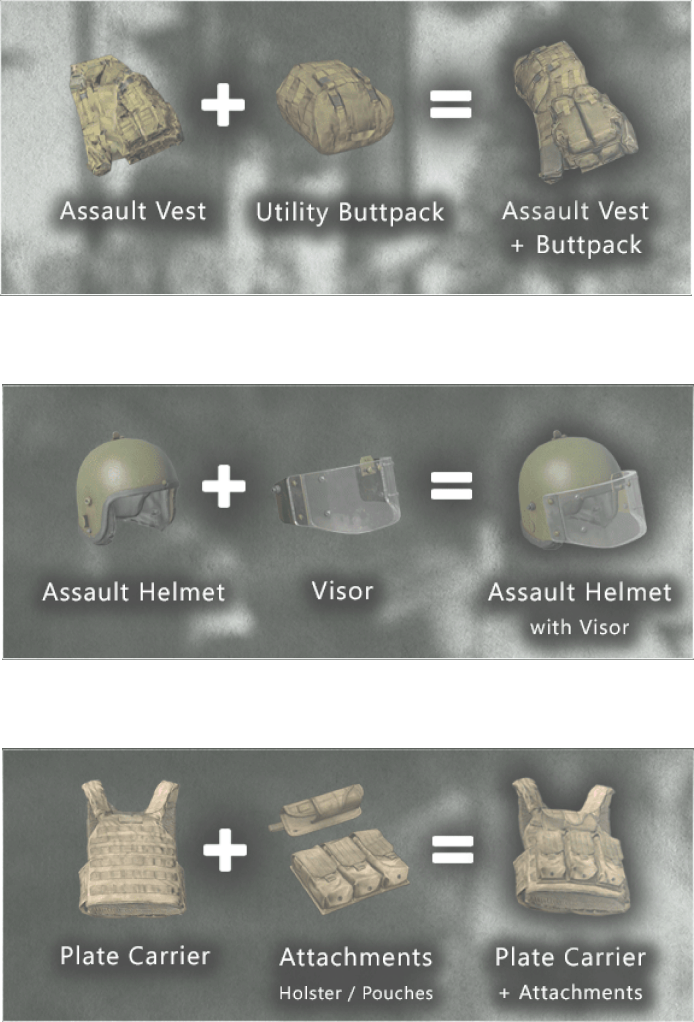 Assault Vest
Utility Buttpack
Assault Vest
+ Buttpack
Assault Helmet
Visor
Assault Helmet
with Visor
Plate Carrier
Attachments
Holster / Pouches
Plate Carrier
+ Attachments